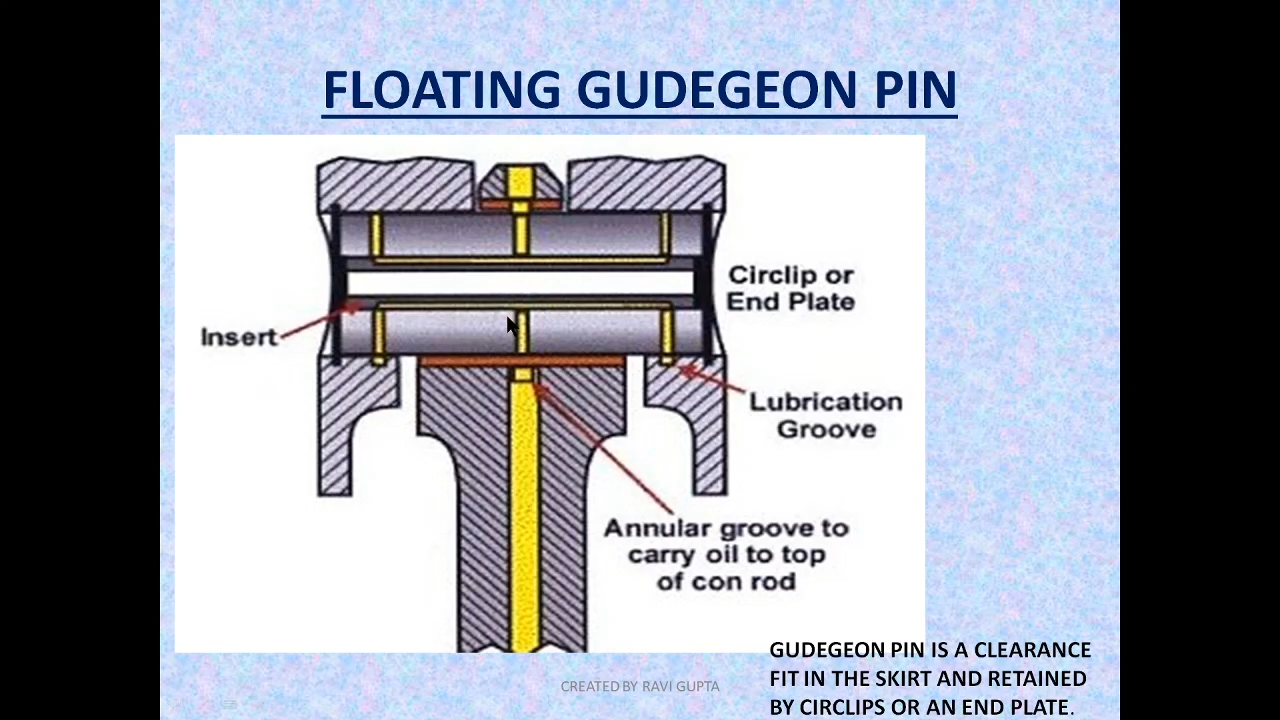 FLOATING GUDEGEON PIN
Circlip or
End Plate
Insert
Lubrication
Groove
Annular groove to
carry oil to top
of con rod
GUDEGEON PIN IS A CLEARANCE
FIT IN THE SKIRT AND RETAINED
BY CIRCLIPS OR AN END PLATE.
CREATED BY RAVI GUPTA